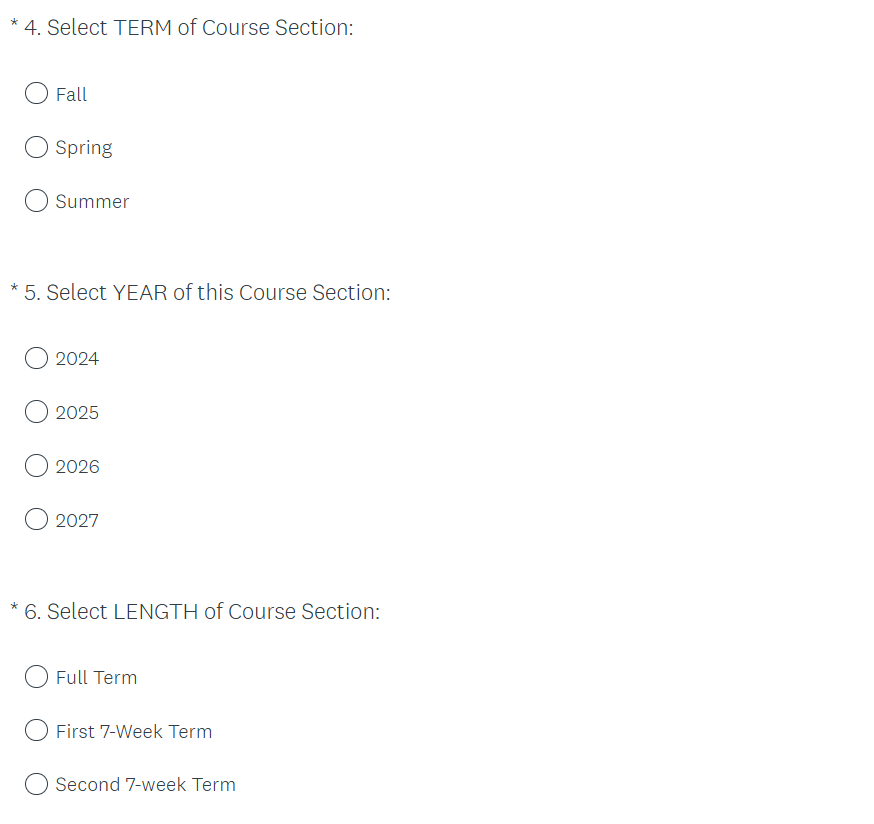 * 4. Select TERM of Course Section:
Fall
Spring
Summer
* 5. Select YEAR of this Course Section:
2024
2025
2026
2027
* 6. Select LENGTH of Course Section:
Full Term
First 7-Week Term
Second 7-week Term